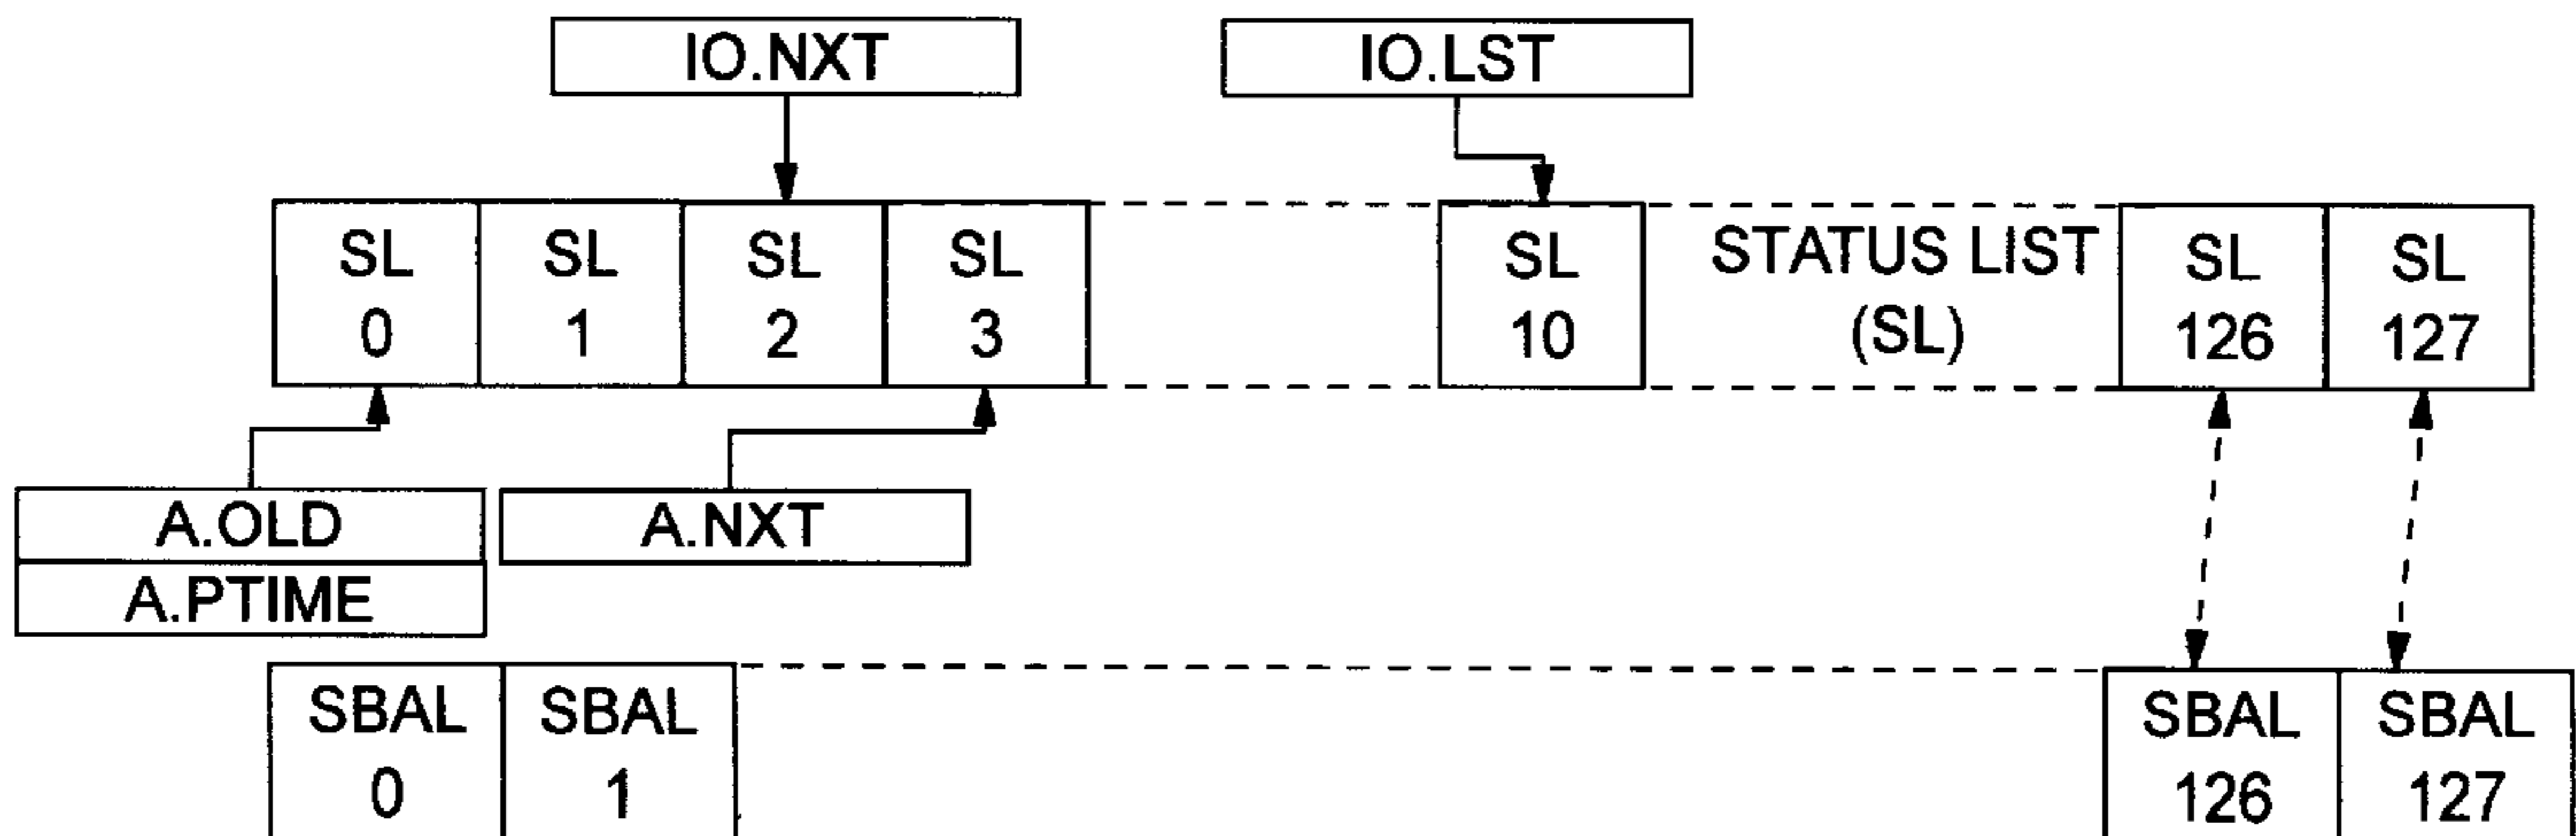 IO.NXT
IO.LST
SL 0
SL 1
SL 2
SL 3
SL 10
STATUS LIST (SL)
SL 126
SL 127
A.OLD
A.NXT
A.PTIME
SBAL 0
SBAL 1
SBAL 126
SBAL 127